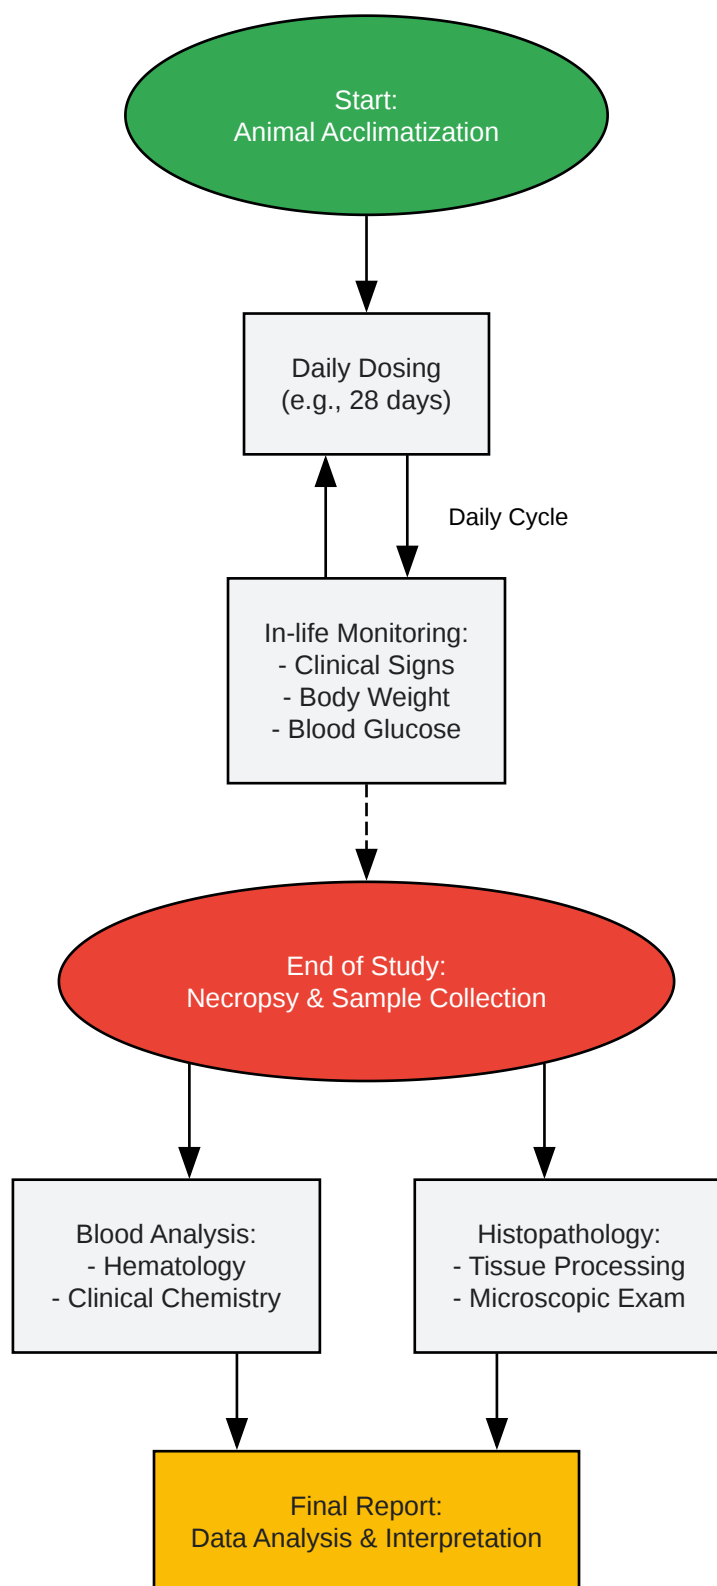 Start:
Animal Acclimatization
Daily Dosing
(e.g., 28 days)
Daily Cycle
In-life Monitoring:
- Clinical Signs
- Body Weight
- Blood Glucose
End of Study:
Necropsy & Sample Collection
Blood Analysis:
- Hematology
- Clinical Chemistry
Histopathology:
- Tissue Processing
- Microscopic Exam
Final Report:
Data Analysis & Interpretation